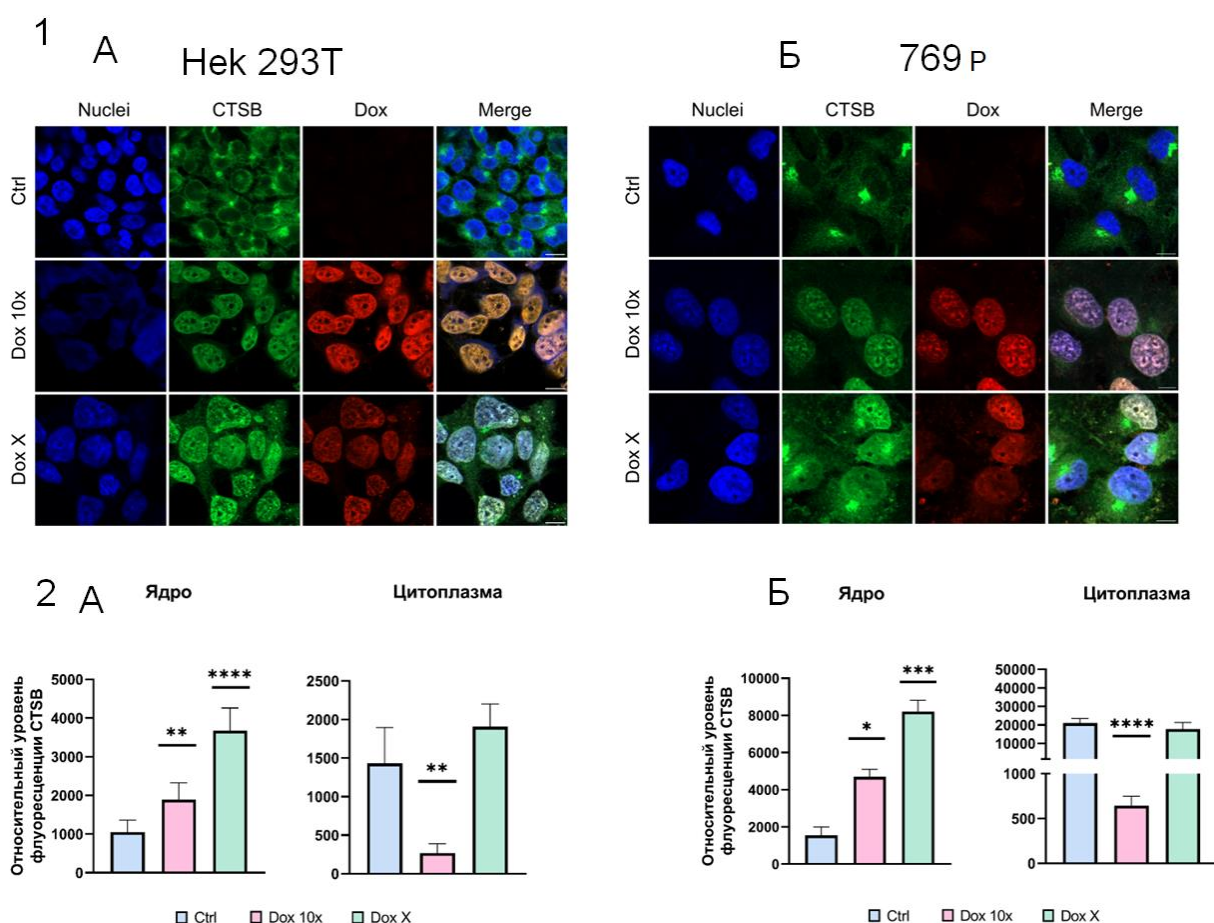 1
А
Hek 293T
Б
769 P
Nuclei CTSB Dox Merge
Nuclei CTSB Dox Merge
Ctrl
Dox 10x
Dox X
Ctrl
Dox 10x
Dox X
2 А
Ядро
Цитоплазма
Б
Ядро
Цитоплазма
Относительный уровень
флуоресценции CTSB
5000
4000
3000
2000
1000
0
**
****
2500
2000
1500
1000
500
0
**
Относительный уровень
флуоресценции CTSB
10000
8000
6000
4000
2000
0
*
***
50000
40000
30000
20000
10000
1000
500
0
****
Ctrl Dox 10x Dox X
Ctrl Dox 10x Dox X